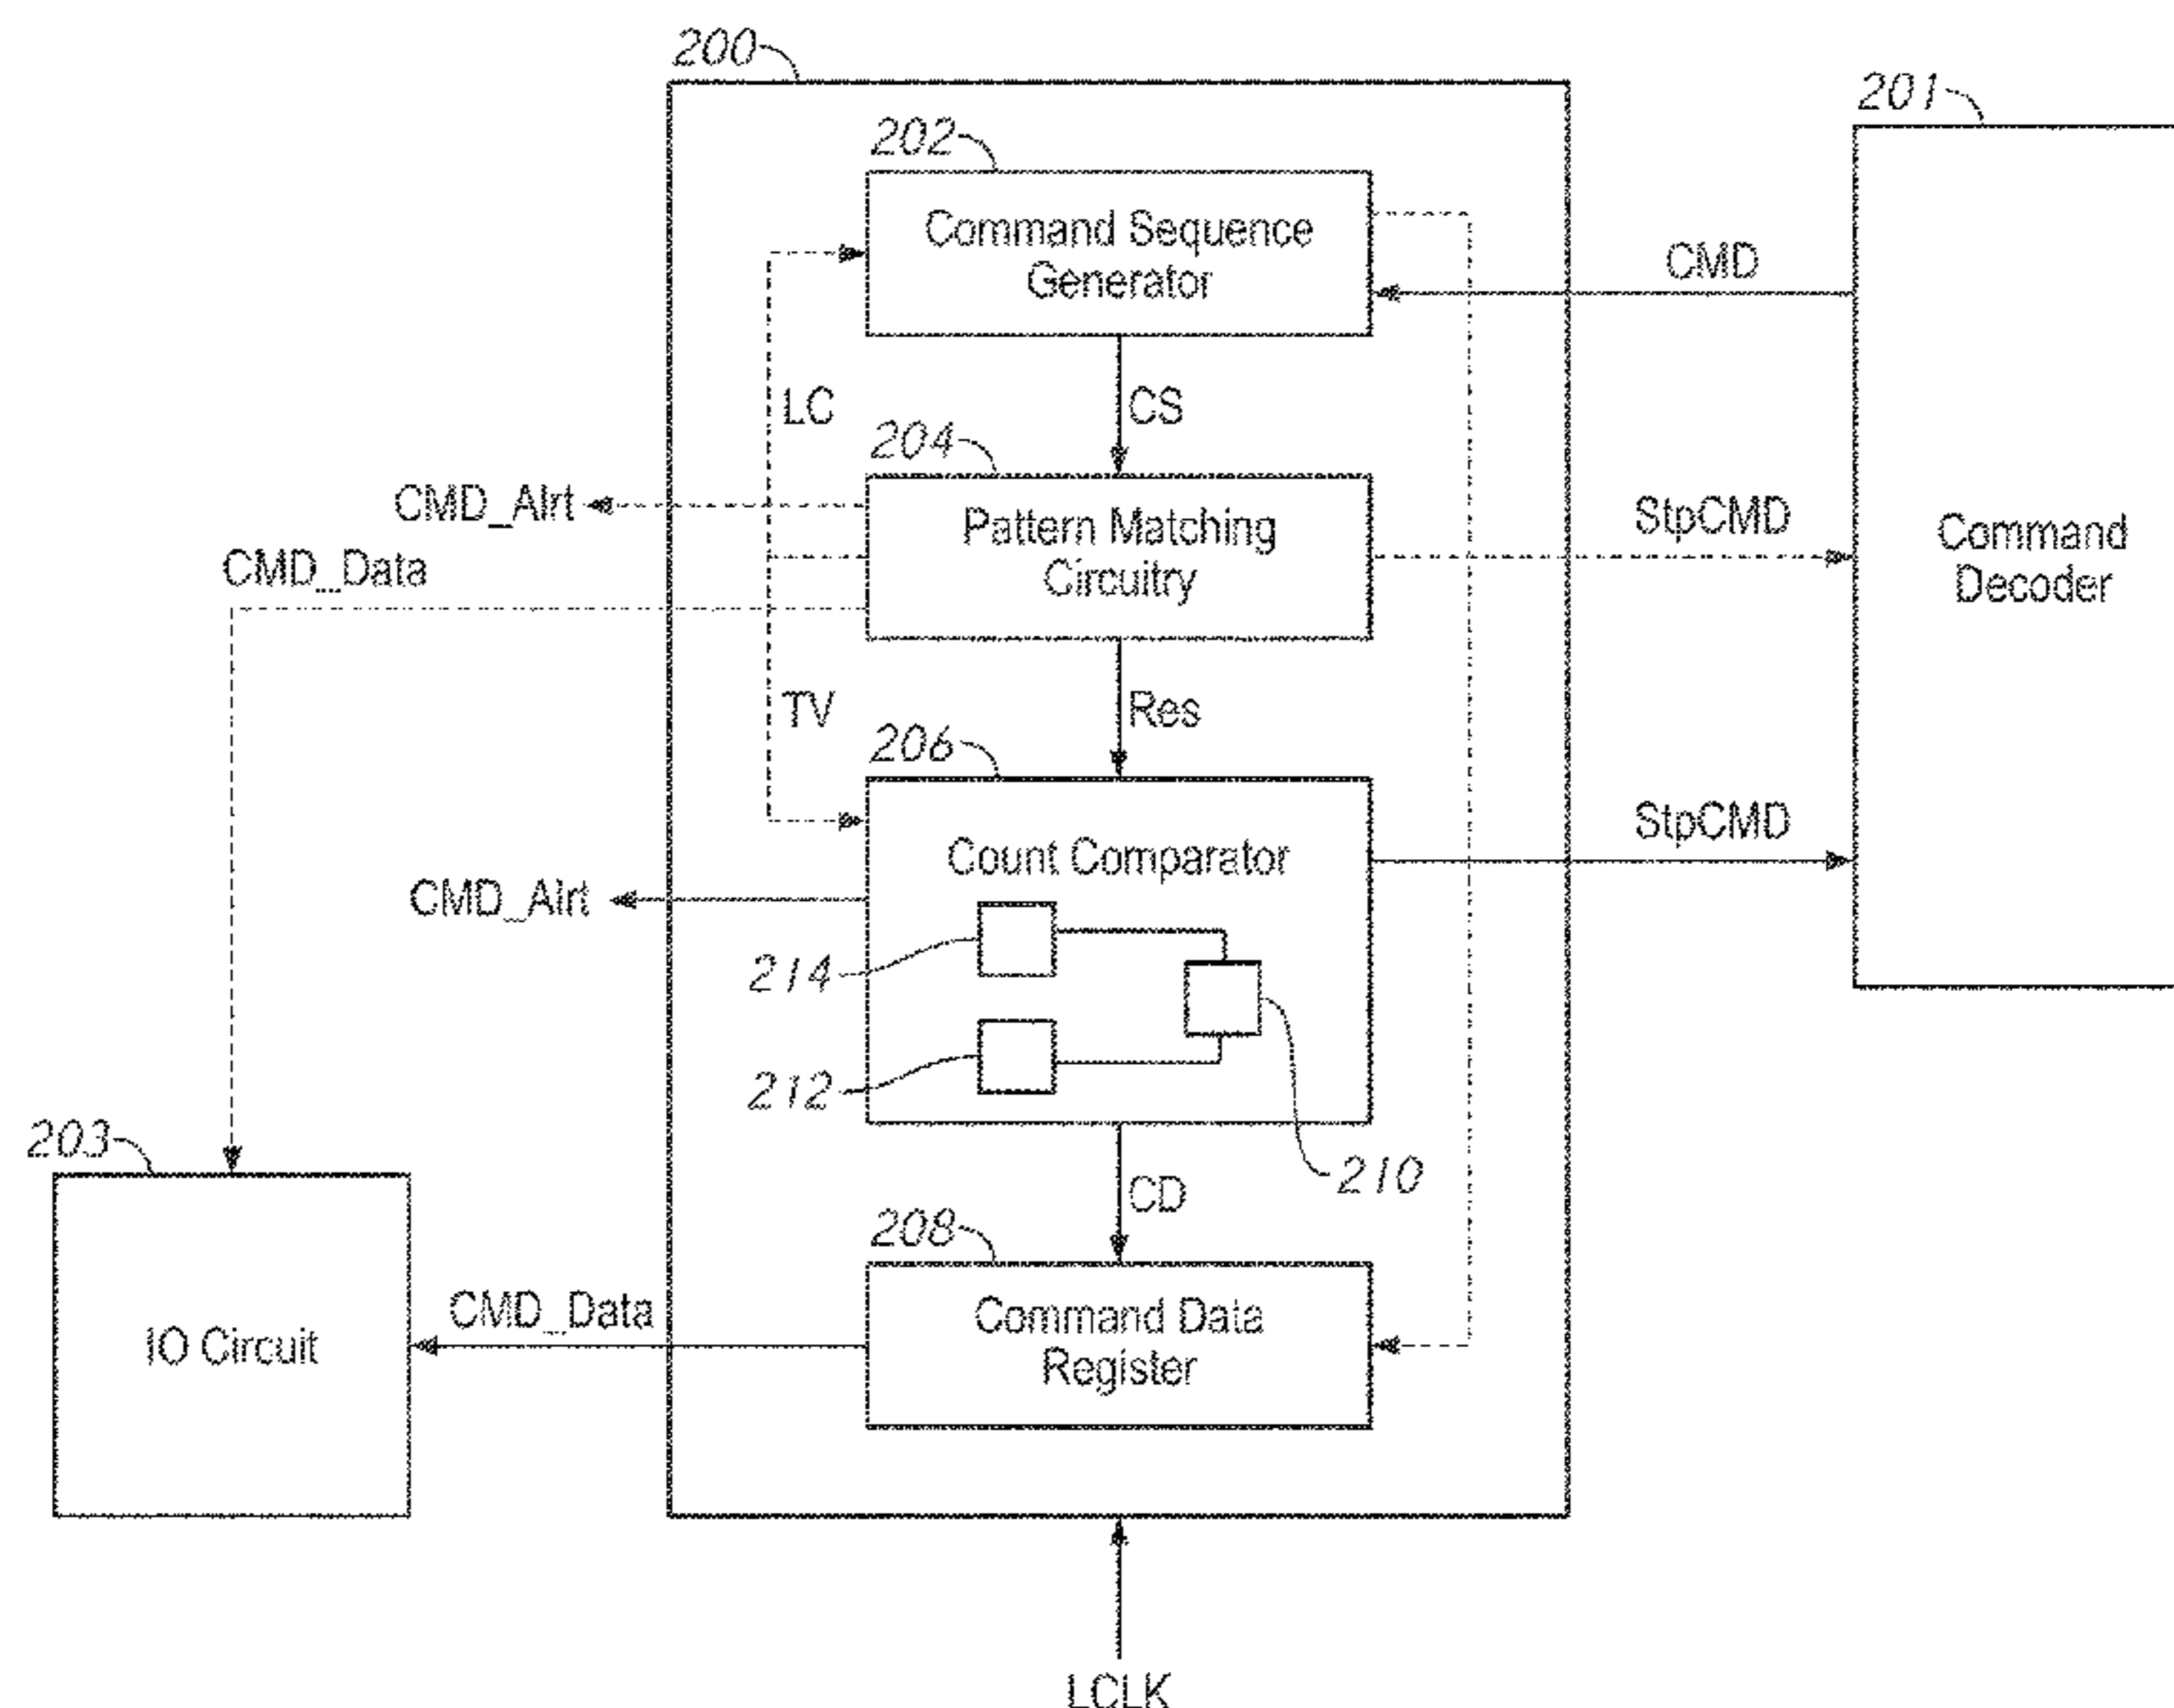 200
201
202
Command Sequence
Generator
CMD
LC
CS
204
CMD_Alrt
Pattern Matching
Circuitry
StpCMD
Command
Decoder
CMD_Data
TV
Res
206
Count Comparator
StpCMD
CMD_Alrt
214
212
203
210
CD
208
IO Circuit
CMD_Data
Command Data
Register
LCLK